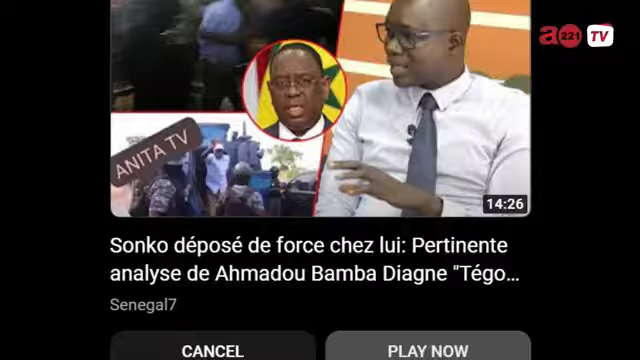 a 221 TV
ANITA TV
14:26
Sonko déposé de force chez lui: Pertinente
analyse de Ahmadou Bamba Diagne "Tégo...
Senegal7
CANCEL
PLAY NOW